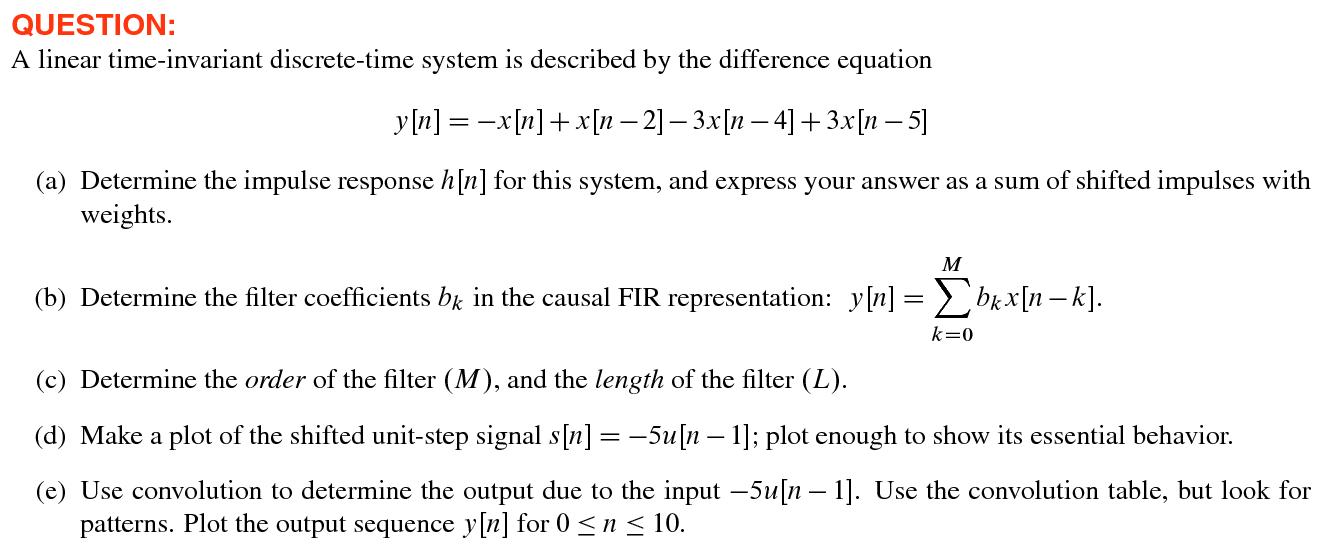 QUESTION:
A linear time-invariant discrete-time system is described by the difference equation
y[n] = −x[n] + x[n − 2] − 3x[n − 4] + 3x[n − 5]
(a) Determine the impulse response h[n] for this system, and express your answer as a sum of shifted impulses with
weights.
(b) Determine the filter coefficients b_k in the causal FIR representation: y[n] = ∑_{k=0}^{M} b_k x[n − k].
(c) Determine the order of the filter (M), and the length of the filter (L).
(d) Make a plot of the shifted unit-step signal s[n] = −5u[n − 1]; plot enough to show its essential behavior.
(e) Use convolution to determine the output due to the input −5u[n − 1]. Use the convolution table, but look for
patterns. Plot the output sequence y[n] for 0 ≤ n ≤ 10.